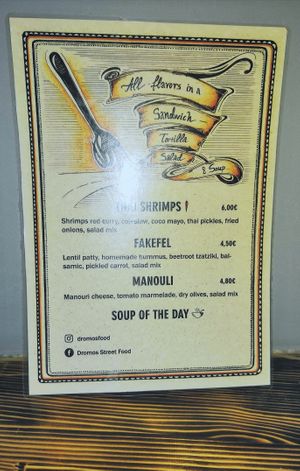 All flavors in a
Sandwich
Tortilla
Salad
& Soup
THAI SHRIMPS 6,00€
Shrimps red curry, col-slaw, coco mayo, thai pickles, fried
onions, salad mix
FAKEFEL 4,50€
Lentil patty, homemade hummus, beetroot tzatziki, bal-
samic, pickled carrot, salad mix
MANOULI 4,80€
Manouri cheese, tomato marmelade, dry olives, salad mix
SOUP OF THE DAY
dromosfood
Dromos Street Food